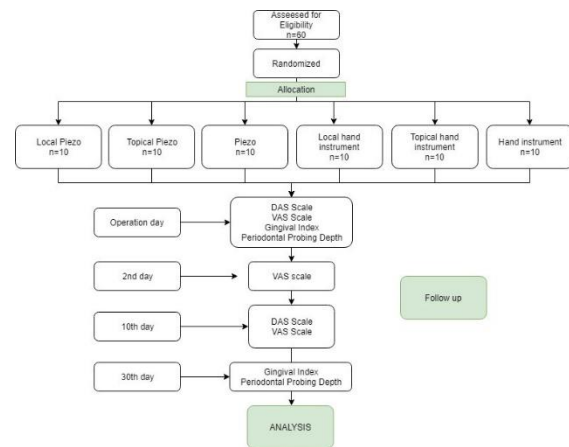 Asseesed for
Eligibility
n=60
Randomized
Allocation
Local Piezo
n=10
Topical Piezo
n=10
Piezo
n=10
Local hand
instrument
n=10
Topical hand
instrument
n=10
Hand instrument
n=10
Operation day
DAS Scale
VAS Scale
Gingival Index
Periodontal Probing Depth
2nd day
VAS scale
Follow up
10th day
DAS Scale
VAS Scale
30th day
Gingival Index
Periodontal Probing Depth
ANALYSIS